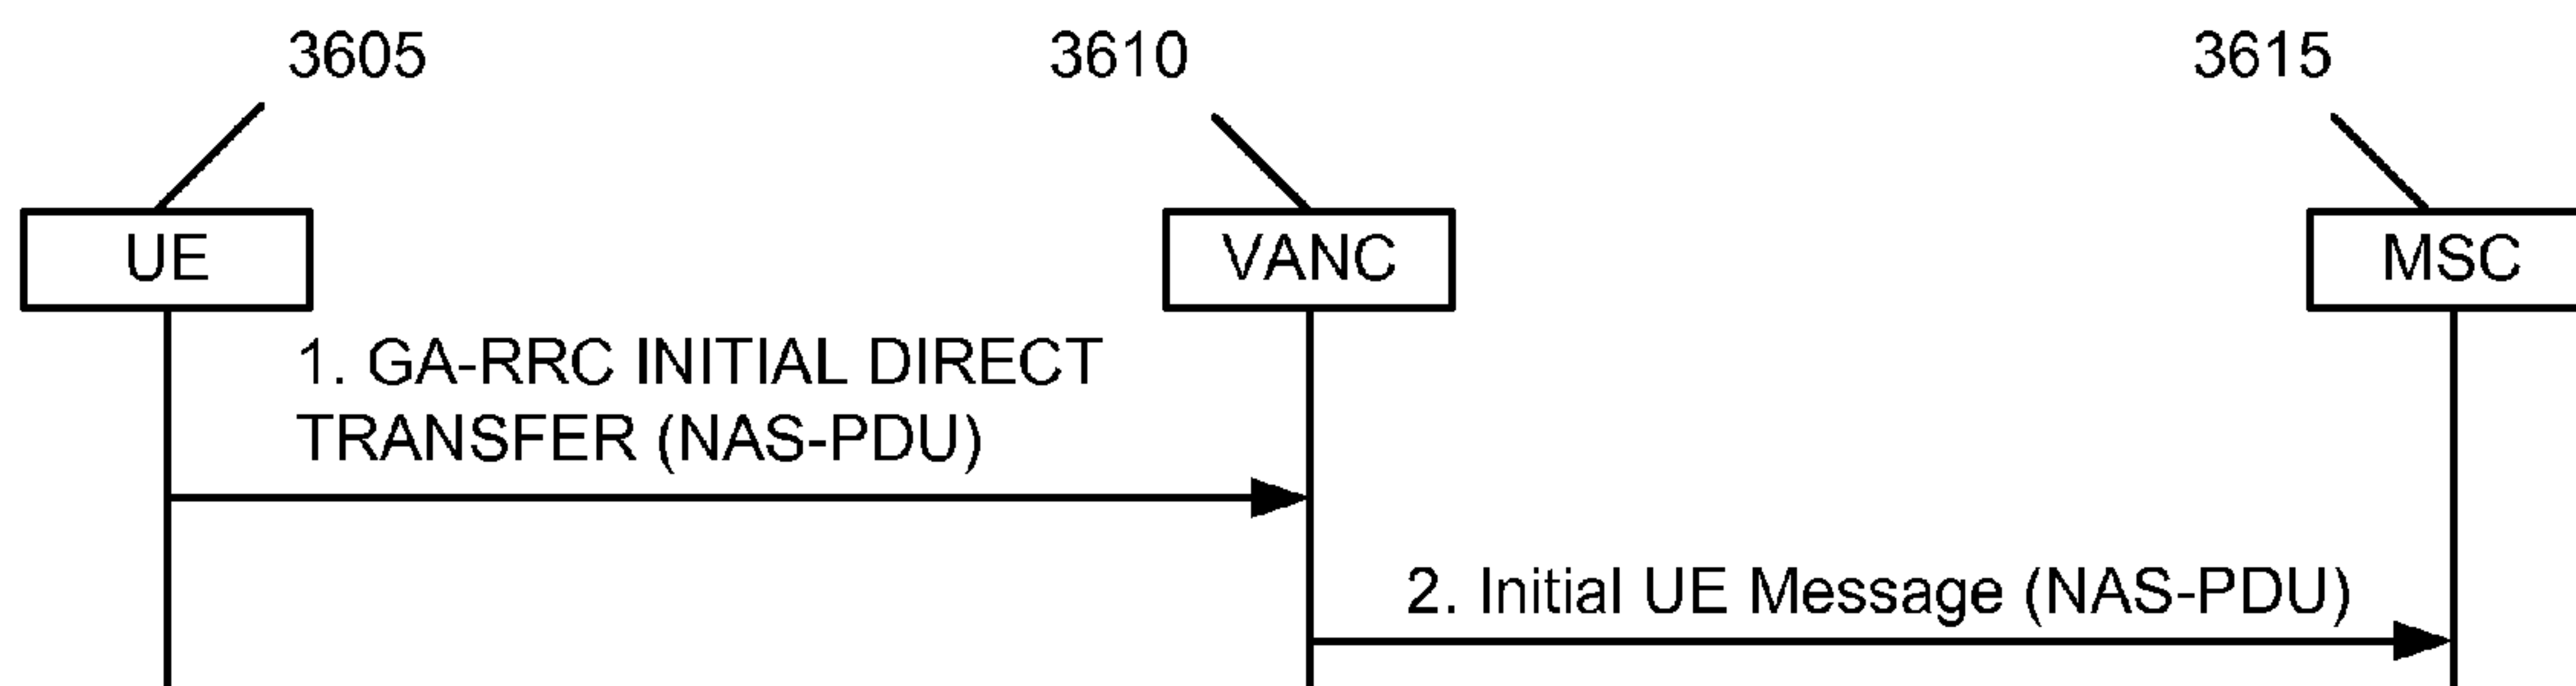 3605
3610
3615
UE
VANC
MSC
1. GA-RRC INITIAL DIRECT
TRANSFER (NAS-PDU)
2. Initial UE Message (NAS-PDU)